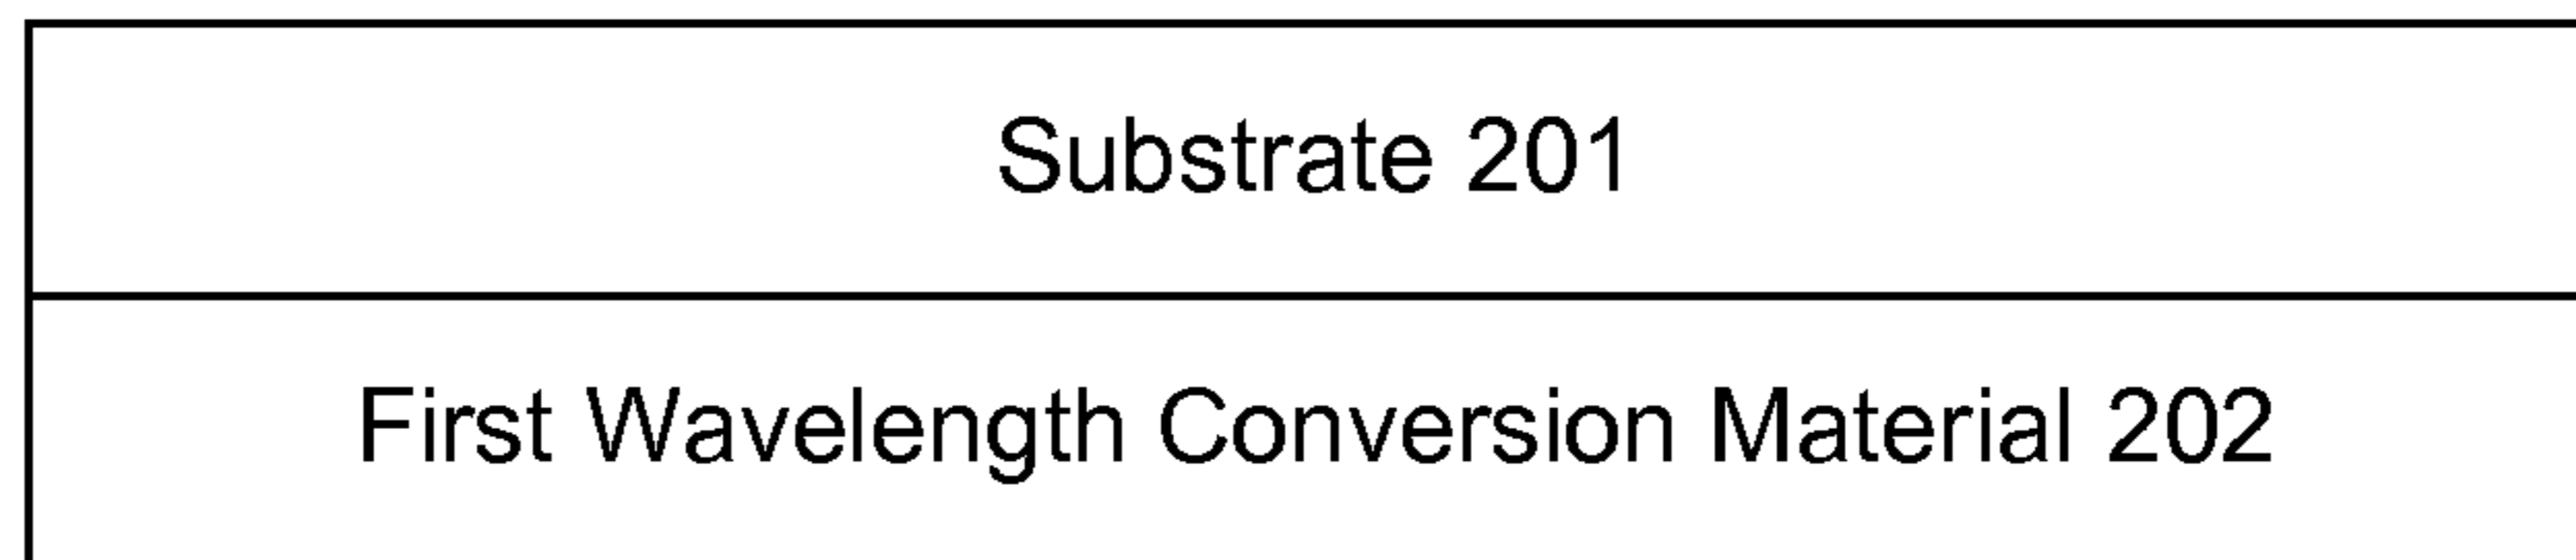 Substrate 201
First Wavelength Conversion Material 202